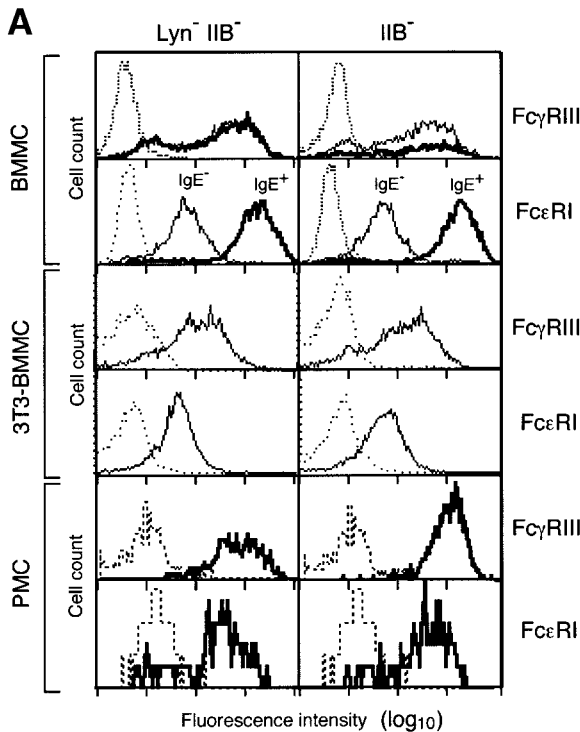 A
Lyn⁻ IIB⁻
IIB⁻
BMMC
Cell count
FcγRIII
IgE⁻
IgE⁺
IgE⁻
IgE⁺
FcεRI
3T3-BMMC
Cell count
FcγRIII
FcεRI
PMC
Cell count
FcγRIII
FcεRI
Fluorescence intensity (log₁₀)